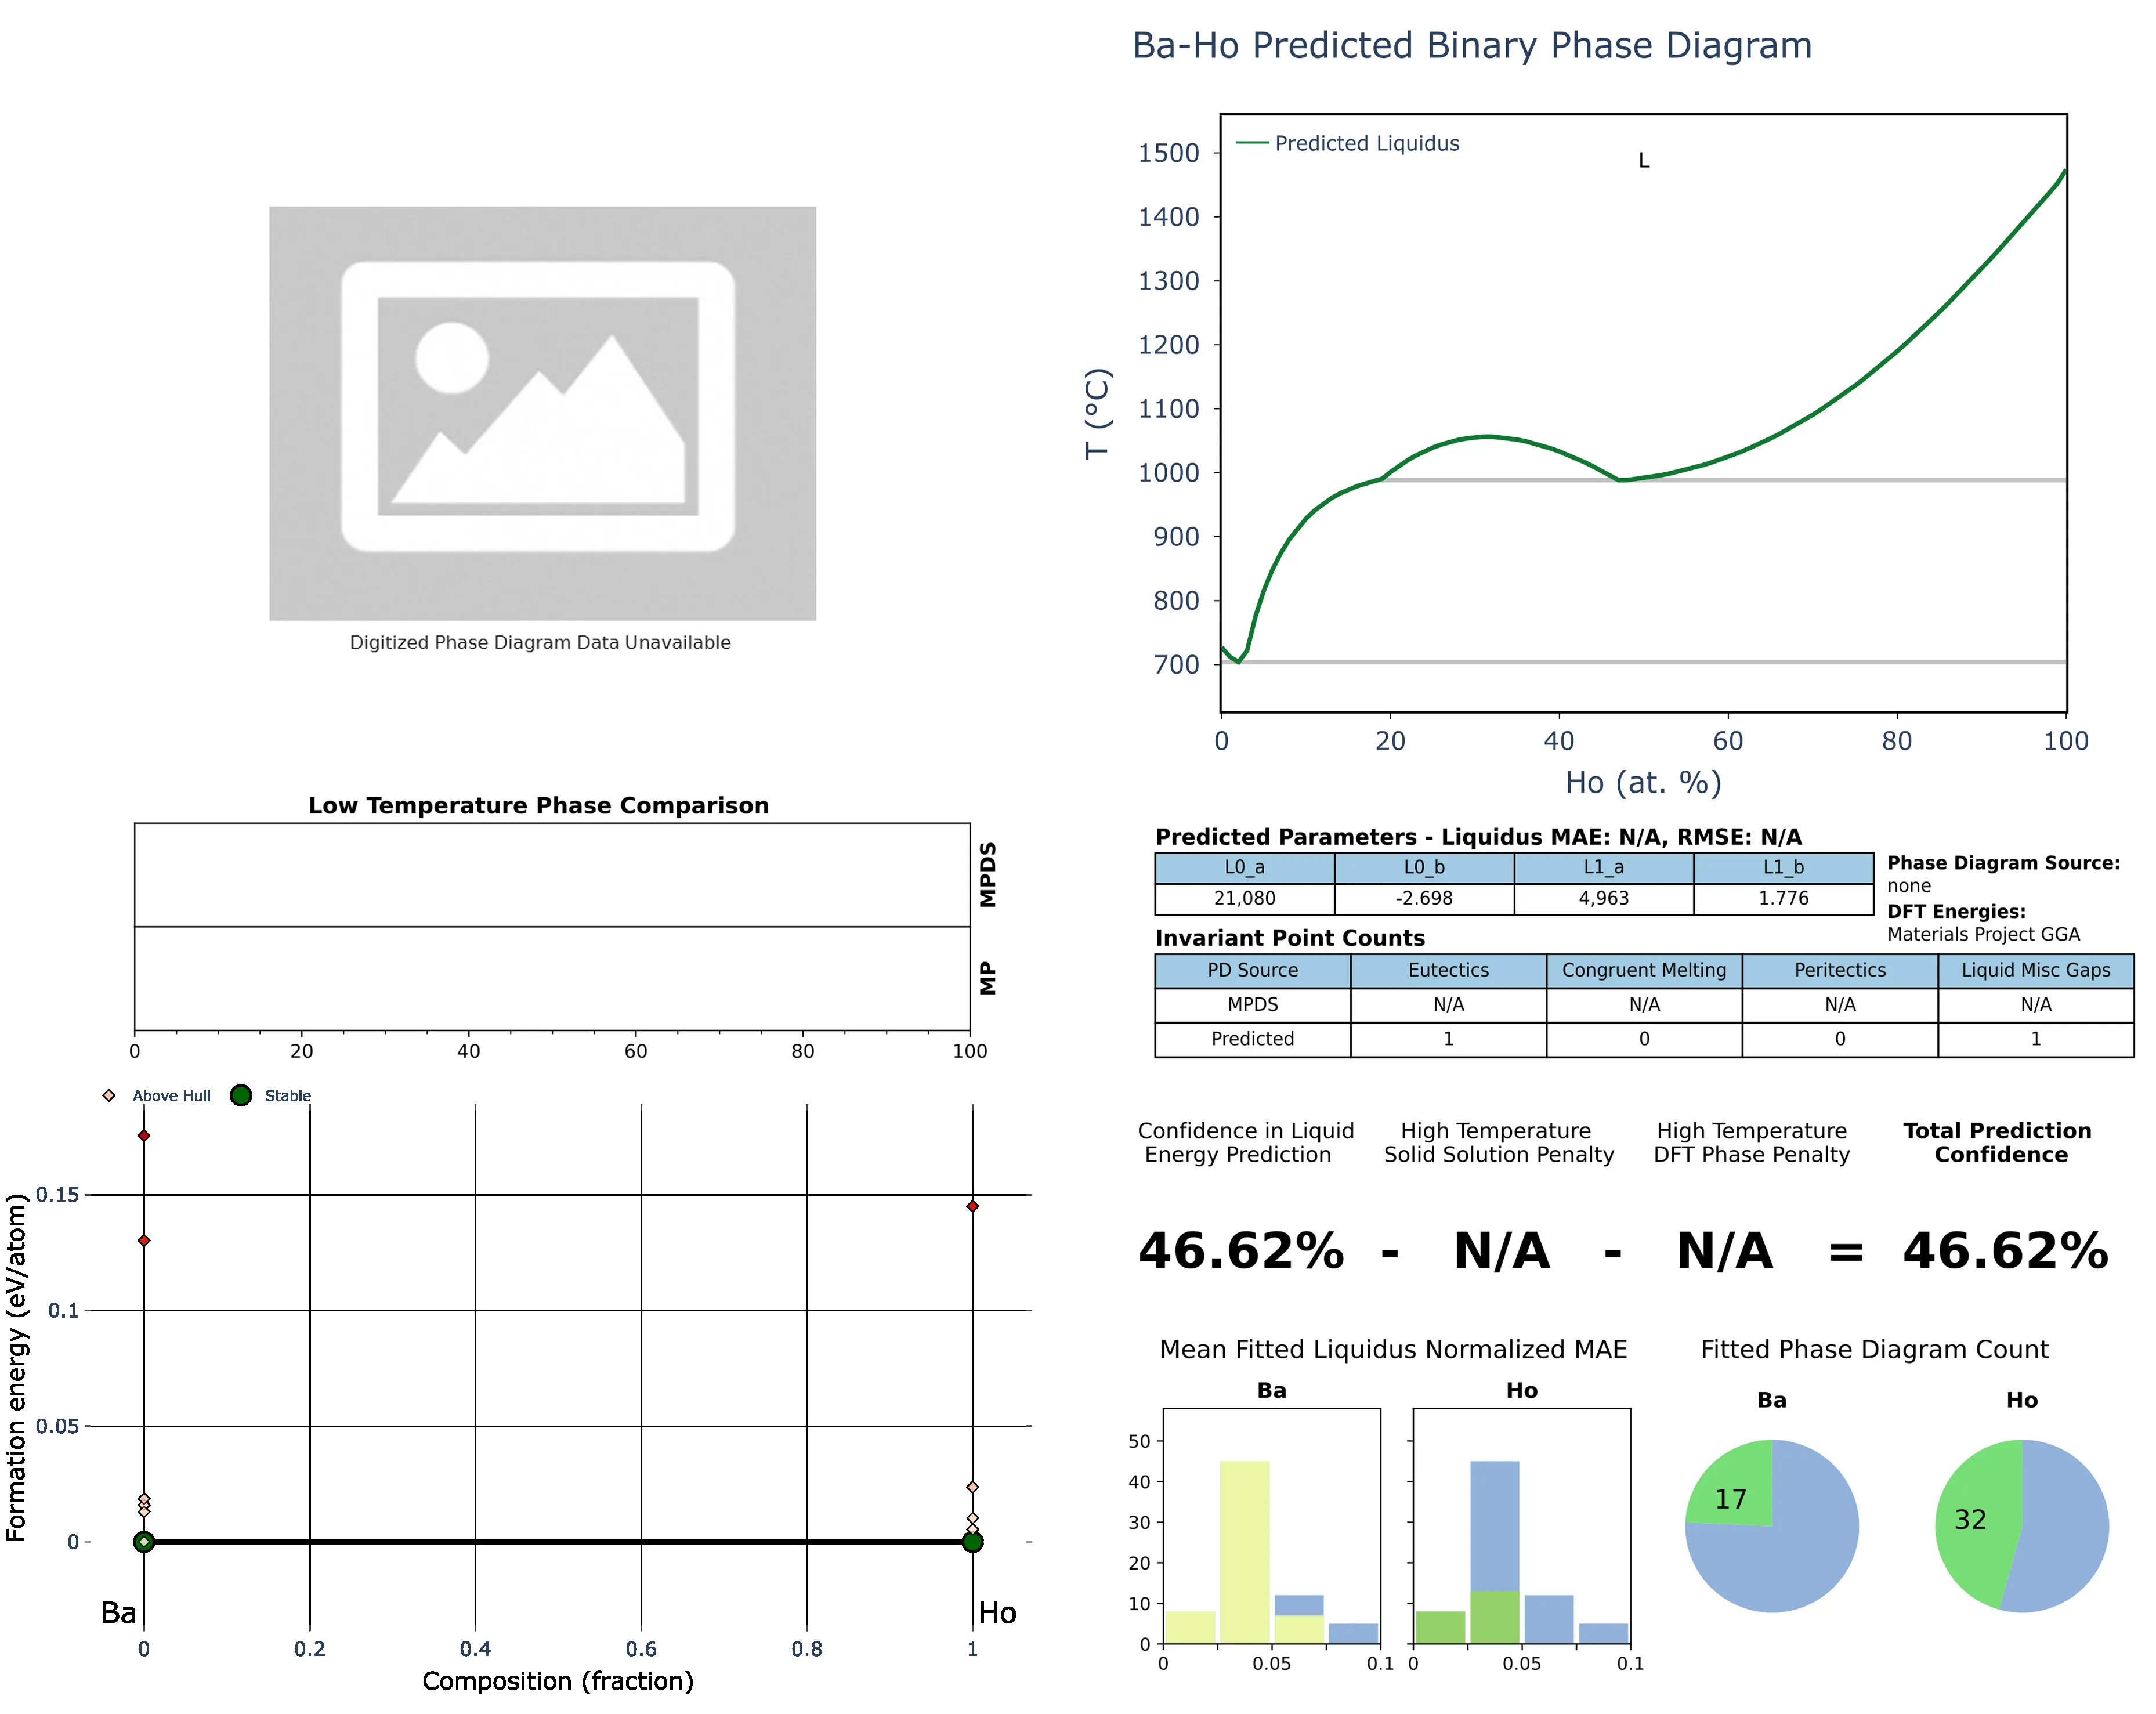 Ba-Ho Predicted Binary Phase Diagram
Digitized Phase Diagram Data Unavailable
Predicted Liquidus
L
1500
1400
1300
1200
1100
1000
900
800
700
T (°C)
0 20 40 60 80 100
Ho (at. %)
Low Temperature Phase Comparison
MPDS
MP
0 20 40 60 80 100
Above Hull Stable
0.15
0.1
0.05
0
Formation energy (eV/atom)
Ba Ho
0 0.2 0.4 0.6 0.8 1
Composition (fraction)
Predicted Parameters - Liquidus MAE: N/A, RMSE: N/A
L0_a L0_b L1_a L1_b
21,080 -2.698 4,963 1.776
Phase Diagram Source:
none
DFT Energies:
Materials Project GGA
Invariant Point Counts
PD Source Eutectics Congruent Melting Peritectics Liquid Misc Gaps
MPDS N/A N/A N/A N/A
Predicted 1 0 0 1
Confidence in Liquid
Energy Prediction
High Temperature
Solid Solution Penalty
High Temperature
DFT Phase Penalty
Total Prediction
Confidence
46.62% - N/A - N/A = 46.62%
Mean Fitted Liquidus Normalized MAE
Ba
Ho
50
40
30
20
10
0
0 0.05 0.1
0 0.05 0.1
Fitted Phase Diagram Count
Ba
17
Ho
32